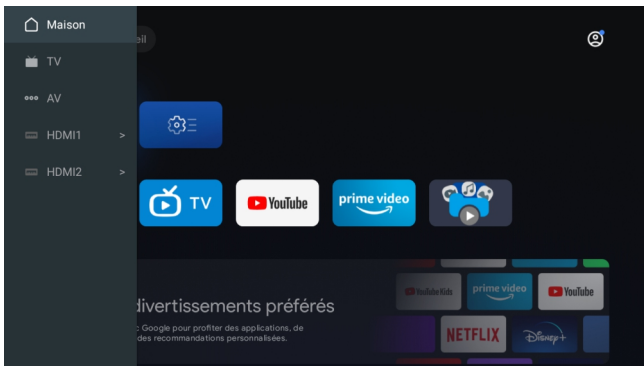 Maison
eil
TV
AV
HDMI1 >
HDMI2 >
TV
YouTube
prime video
divertissements préférés
Google pour profiter des applications, de
des recommandations personnalisées.
YouTube Kids
prime video
YouTube
NETFLIX
Disney+